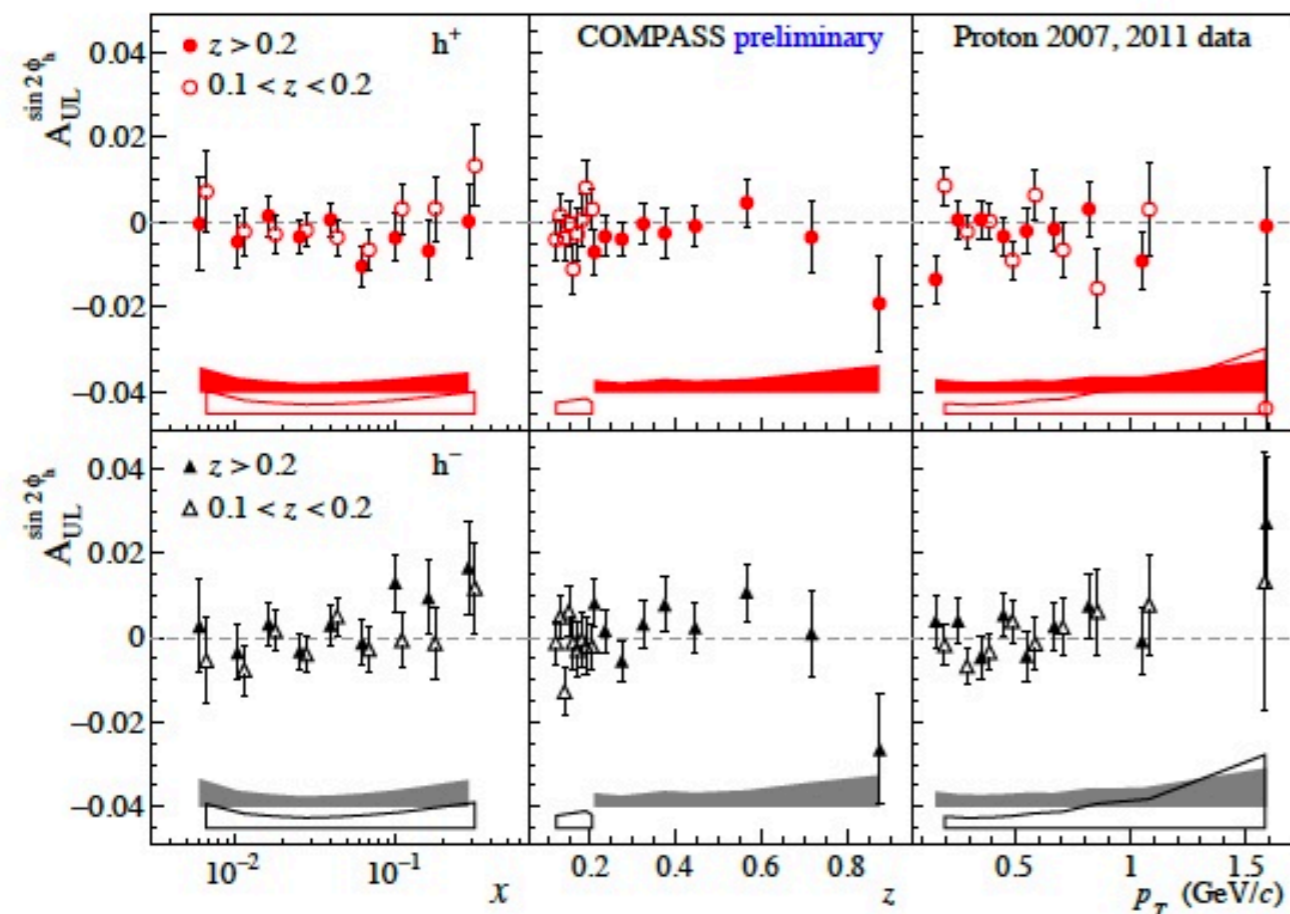 h⁺ COMPASS preliminary Proton 2007, 2011 data
z > 0.2
0.1 < z < 0.2
A_UL^{sin 2ϕ_h}
0.04
0.02
0
−0.02
−0.04
h⁻
z > 0.2
0.1 < z < 0.2
A_UL^{sin 2ϕ_h}
0.04
0.02
0
−0.02
−0.04
10⁻² 10⁻¹ 0.2 0.4 0.6 0.8 0.5 1 1.5
x z p_T (GeV/c)